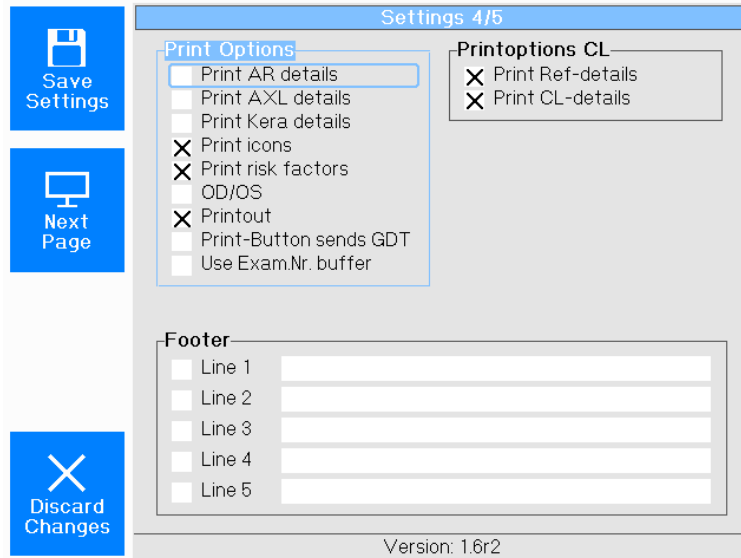 Settings 4/5
Save
Settings
Next
Page
Discard
Changes
Print Options
Print AR details
Print AXL details
Print Kera details
Print icons
Print risk factors
OD/OS
Printout
Print-Button sends GDT
Use Exam.Nr. buffer
Printoptions CL
Print Ref-details
Print CL-details
Footer
Line 1
Line 2
Line 3
Line 4
Line 5
Version: 1.6r2